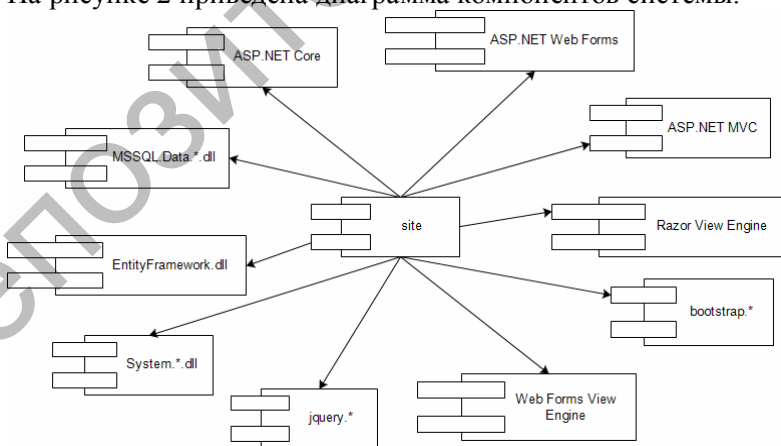 На рисунке 2 приведена диаграмма компонентов системы.
ASP.NET Core
ASP.NET Web Forms
ASP.NET MVC
MSSQL.Data.*.dll
site
Razor View Engine
EntityFramework.dll
bootstrap.*
System.*.dll
Web Forms View
Engine
jquery.*